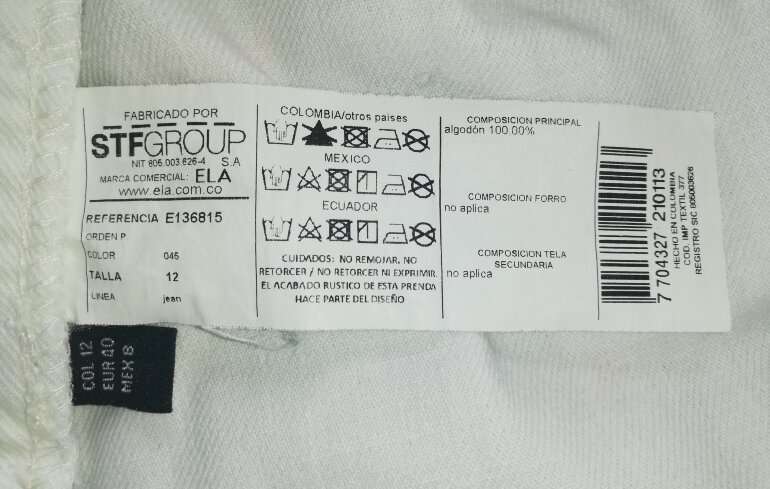 FABRICADO POR
STFGROUP
NIT 805.003.626-4 S.A
MARCA COMERCIAL: ELA
www.ela.com.co
REFERENCIA E136815
ORDEN P
COLOR 046
TALLA 12
LINEA jean
COLOMBIA/otros paises
MEXICO
ECUADOR
CUIDADOS: NO REMOJAR. NO
RETORCER / NO RETORCER NI EXPRIMIR.
EL ACABADO RUSTICO DE ESTA PRENDA
HACE PARTE DEL DISEÑO
COMPOSICION PRINCIPAL
algodón 100.00%
COMPOSICION FORRO
no aplica
COMPOSICION TELA
SECUNDARIA
no aplica
7 704327 210113
HECHO EN COLOMBIA
COD. IMP. TEXTIL 377
REGISTRO SIC 805003626
COL 12
EUR 40
MEX 8